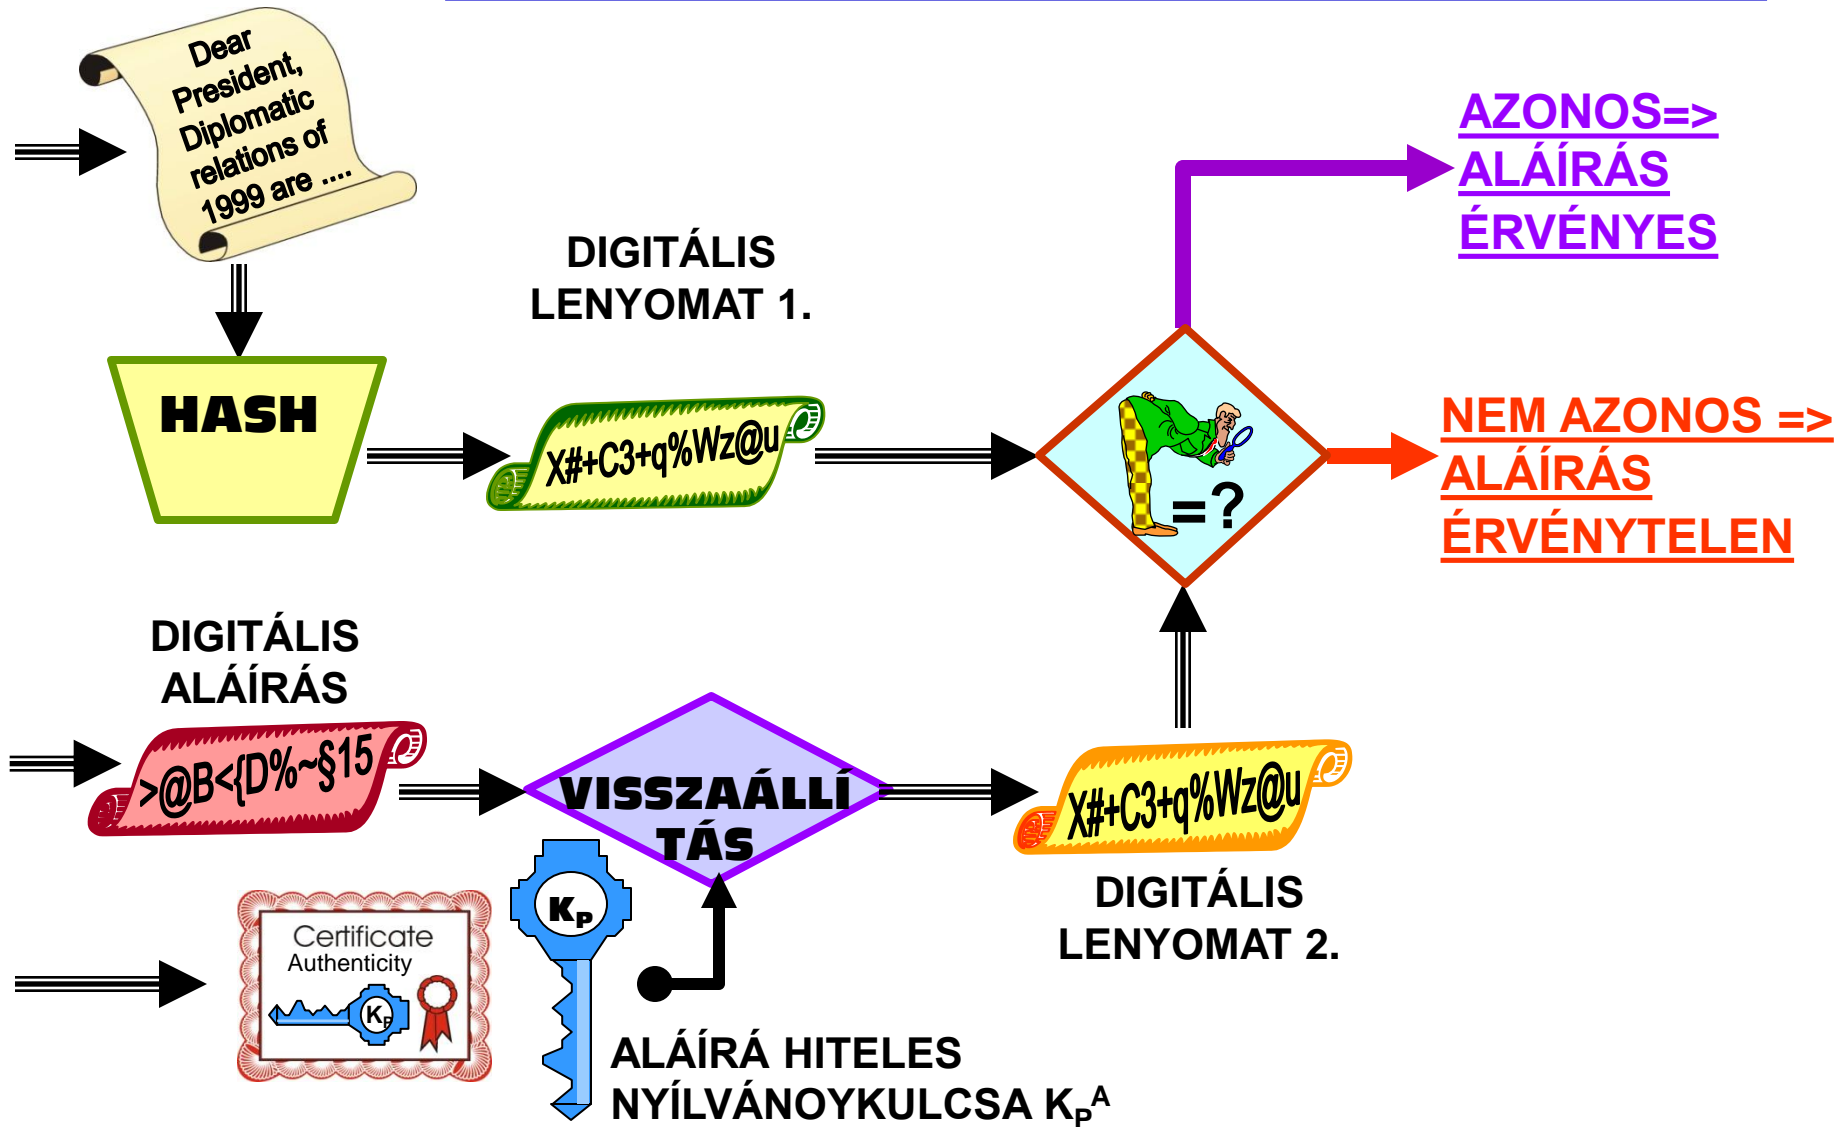 Dear
President,
Diplomatic
relations of
1999 are ....
AZONOS=>
ALÁÍRÁS
ÉRVÉNYES
DIGITÁLIS
LENYOMAT 1.
HASH
X#+C3+q%Wz@u
=?
NEM AZONOS =>
ALÁÍRÁS
ÉRVÉNYTELEN
DIGITÁLIS
ALÁÍRÁS
>@B<{D%~§15
VISSZAÁLLÍ
TÁS
X#+C3+q%Wz@u
DIGITÁLIS
LENYOMAT 2.
Certificate
Authenticity
KP
KP
ALÁÍRÁ HITELES
NYÍLVÁNOYKULCSA KP^A